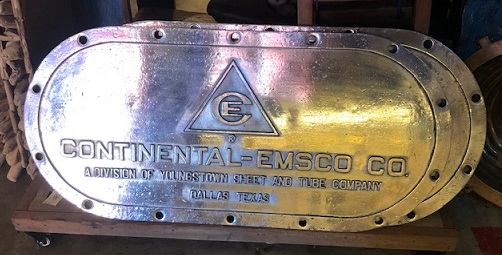 CE
CONTINENTAL-EMSCO CO.
A DIVISION OF YOUNGSTOWN SHEET AND TUBE COMPANY
DALLAS TEXAS